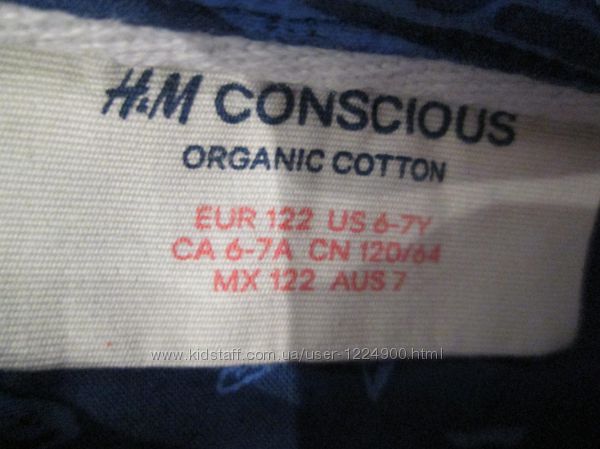 H&M CONSCIOUS
ORGANIC COTTON
EUR 122 US 6-7Y
CA 6-7A CN 120/64
MX 122 AUS 7
www.kidstaff.com.ua/user-1224900.html